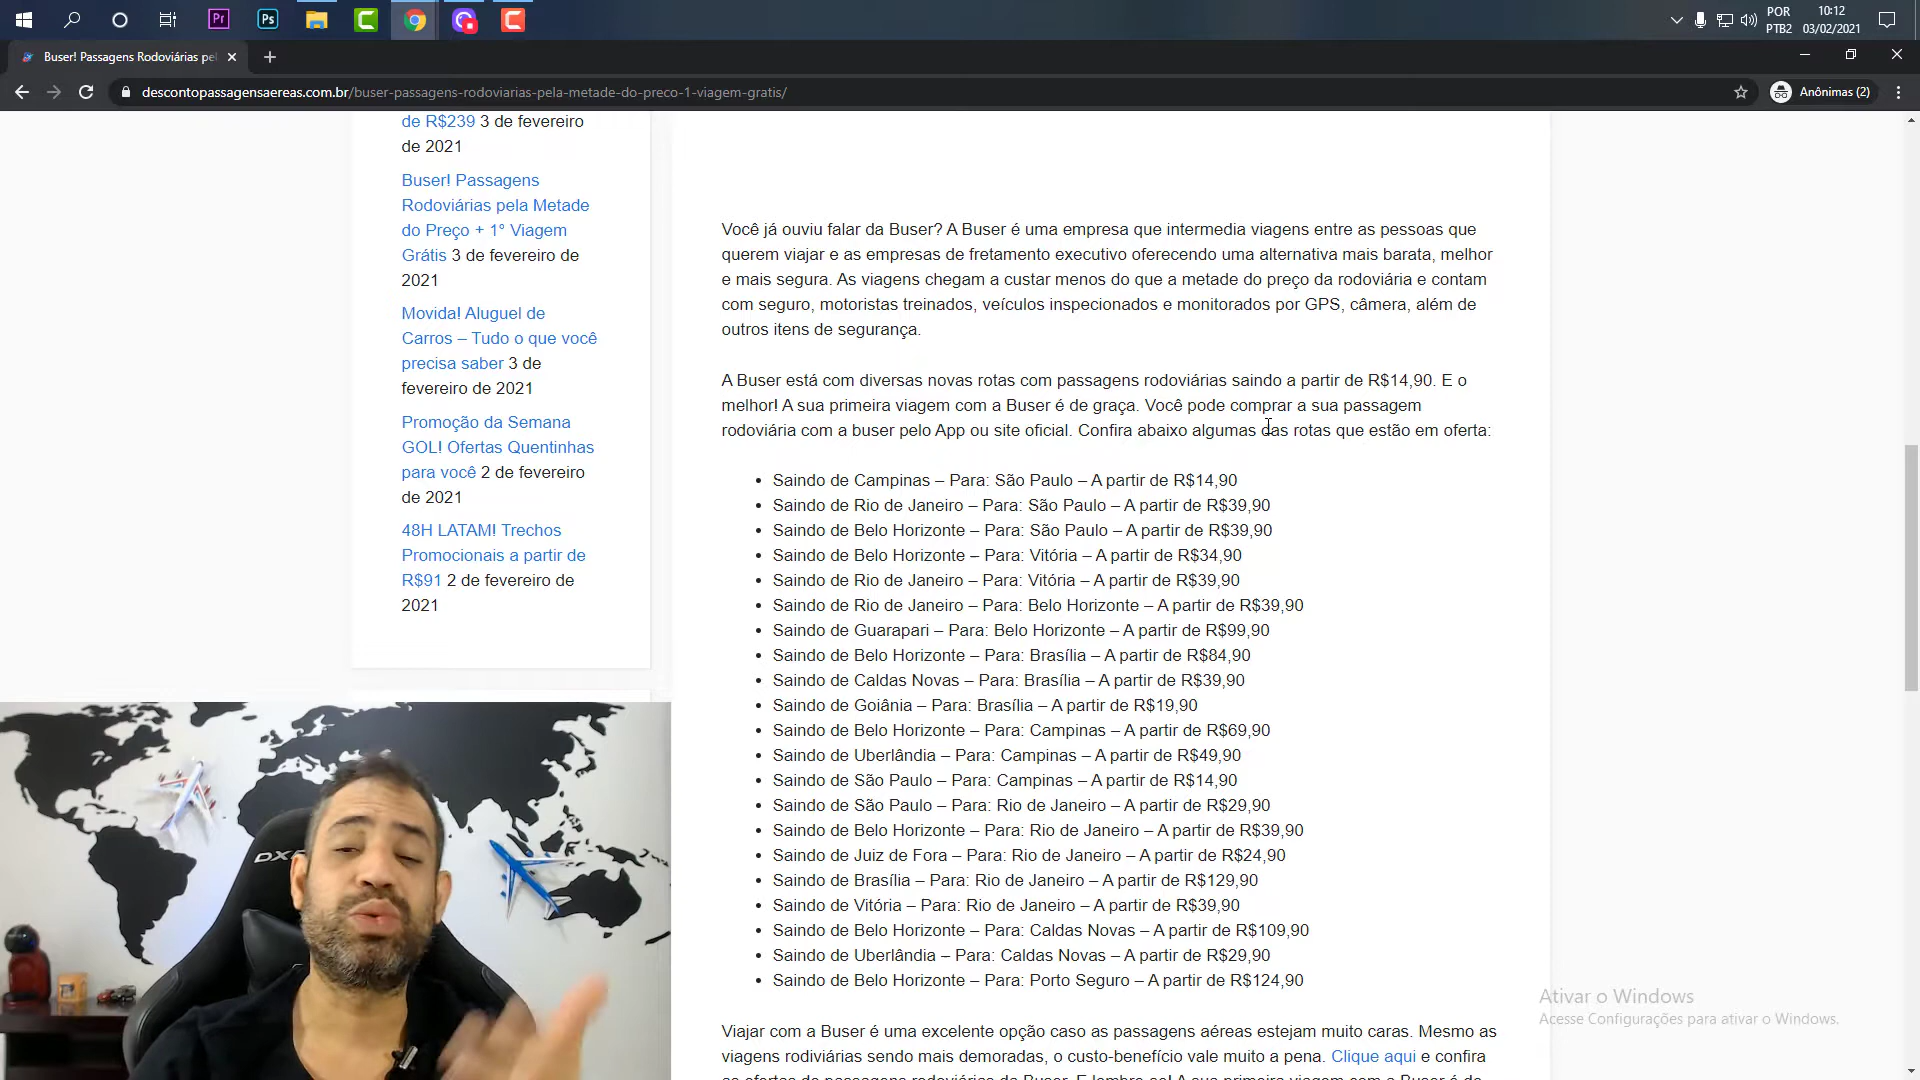 POR
10:12
PTB2
03/02/2021
Buser! Passagens Rodoviárias pel
descontopassagensaereas.com.br/buser-passagens-rodoviarias-pela-metade-do-preco-1-viagem-gratis/
Anônimas (2)
de R$239 3 de fevereiro
de 2021
Buser! Passagens
Rodoviárias pela Metade
do Preço + 1° Viagem
Grátis 3 de fevereiro de
2021
Movida! Aluguel de
Carros – Tudo o que você
precisa saber 3 de
fevereiro de 2021
Promoção da Semana
GOL! Ofertas Quentinhas
para você 2 de fevereiro
de 2021
48H LATAM! Trechos
Promocionais a partir de
R$91 2 de fevereiro de
2021
Você já ouviu falar da Buser? A Buser é uma empresa que intermedia viagens entre as pessoas que
querem viajar e as empresas de fretamento executivo oferecendo uma alternativa mais barata, melhor
e mais segura. As viagens chegam a custar menos do que a metade do preço da rodoviária e contam
com seguro, motoristas treinados, veículos inspecionados e monitorados por GPS, câmera, além de
outros itens de segurança.
A Buser está com diversas novas rotas com passagens rodoviárias saindo a partir de R$14,90. E o
melhor! A sua primeira viagem com a Buser é de graça. Você pode comprar a sua passagem
rodoviária com a buser pelo App ou site oficial. Confira abaixo algumas das rotas que estão em oferta:
• Saindo de Campinas – Para: São Paulo – A partir de R$14,90
• Saindo de Rio de Janeiro – Para: São Paulo – A partir de R$39,90
• Saindo de Belo Horizonte – Para: São Paulo – A partir de R$39,90
• Saindo de Belo Horizonte – Para: Vitória – A partir de R$34,90
• Saindo de Rio de Janeiro – Para: Vitória – A partir de R$39,90
• Saindo de Rio de Janeiro – Para: Belo Horizonte – A partir de R$39,90
• Saindo de Guarapari – Para: Belo Horizonte – A partir de R$99,90
• Saindo de Belo Horizonte – Para: Brasília – A partir de R$84,90
• Saindo de Caldas Novas – Para: Brasília – A partir de R$39,90
• Saindo de Goiânia – Para: Brasília – A partir de R$19,90
• Saindo de Belo Horizonte – Para: Campinas – A partir de R$69,90
• Saindo de Uberlândia – Para: Campinas – A partir de R$49,90
• Saindo de São Paulo – Para: Campinas – A partir de R$14,90
• Saindo de São Paulo – Para: Rio de Janeiro – A partir de R$29,90
• Saindo de Belo Horizonte – Para: Rio de Janeiro – A partir de R$39,90
• Saindo de Juiz de Fora – Para: Rio de Janeiro – A partir de R$24,90
• Saindo de Brasília – Para: Rio de Janeiro – A partir de R$129,90
• Saindo de Vitória – Para: Rio de Janeiro – A partir de R$39,90
• Saindo de Belo Horizonte – Para: Caldas Novas – A partir de R$109,90
• Saindo de Uberlândia – Para: Caldas Novas – A partir de R$29,90
• Saindo de Belo Horizonte – Para: Porto Seguro – A partir de R$124,90
Viajar com a Buser é uma excelente opção caso as passagens aéreas estejam muito caras. Mesmo as
viagens rodiviárias sendo mais demoradas, o custo-benefício vale muito a pena. Clique aqui e confira
Ativar o Windows
Acesse Configurações para ativar o Windows.